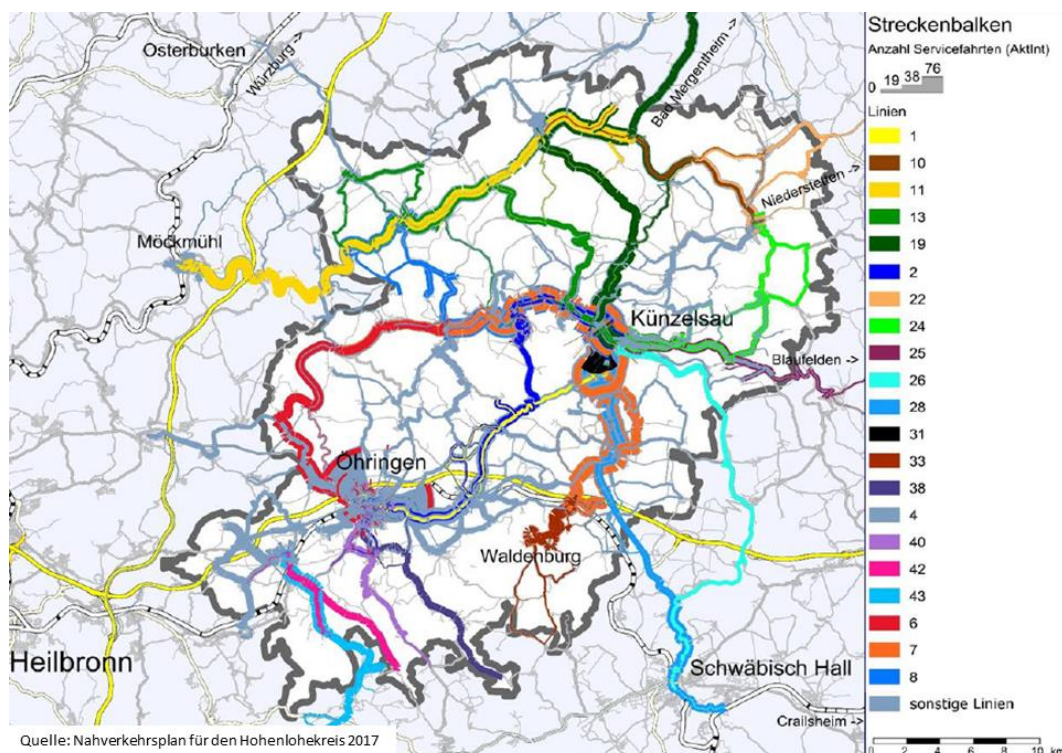 Osterburken
Würzburg ->
Bad Mergentheim ->
Niederstetten ->
Möckmühl
Künzelsau
Blaufelden ->
Öhringen
Waldenburg
Heilbronn
Schwäbisch Hall
Crailsheim ->
Quelle: Nahverkehrsplan für den Hohenlohekreis 2017
Streckenbalken
Anzahl Servicefahrten (AktInt)
0 19 38 76
Linien
1
10
11
13
19
2
22
24
25
26
28
31
33
38
4
40
42
43
6
7
8
sonstige Linien
0 2 4 6 8 10 km